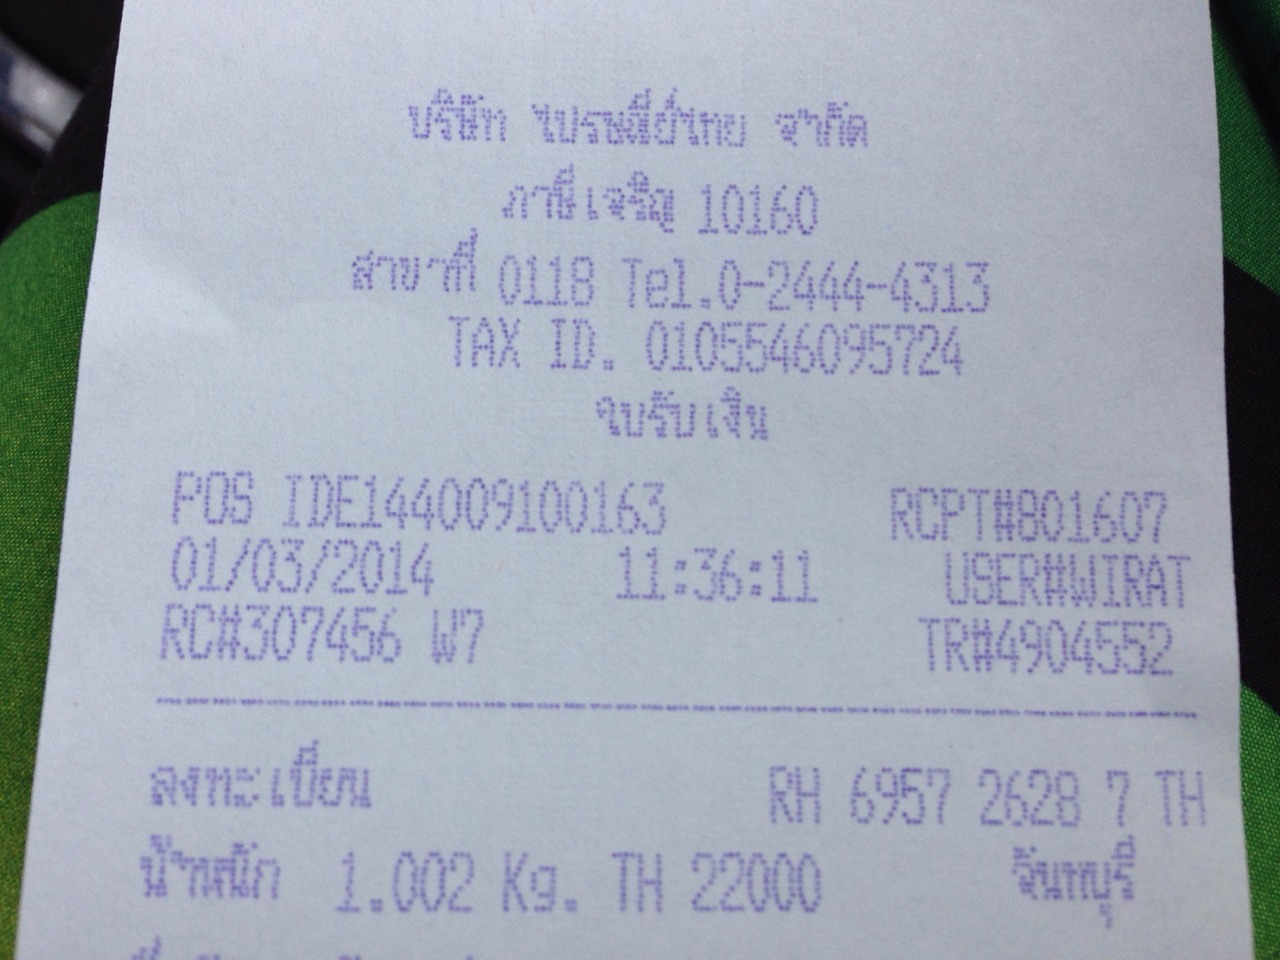 บริษัท ไปรษณีย์ไทย จำกัด
ภาษีเจริญ 10160
สาขาที่ 0118 Tel.0-2444-4313
TAX ID. 0105546095724
ใบรับเงิน
POS IDE144009100163 RCPT#801607
01/03/2014 11:36:11 USER#WIRAT
RC#307456 W7 TR#4904552
ลงทะเบียน RH 6957 2628 7 TH
น้ำหนัก 1.002 Kg. TH 22000 จันทบุรี